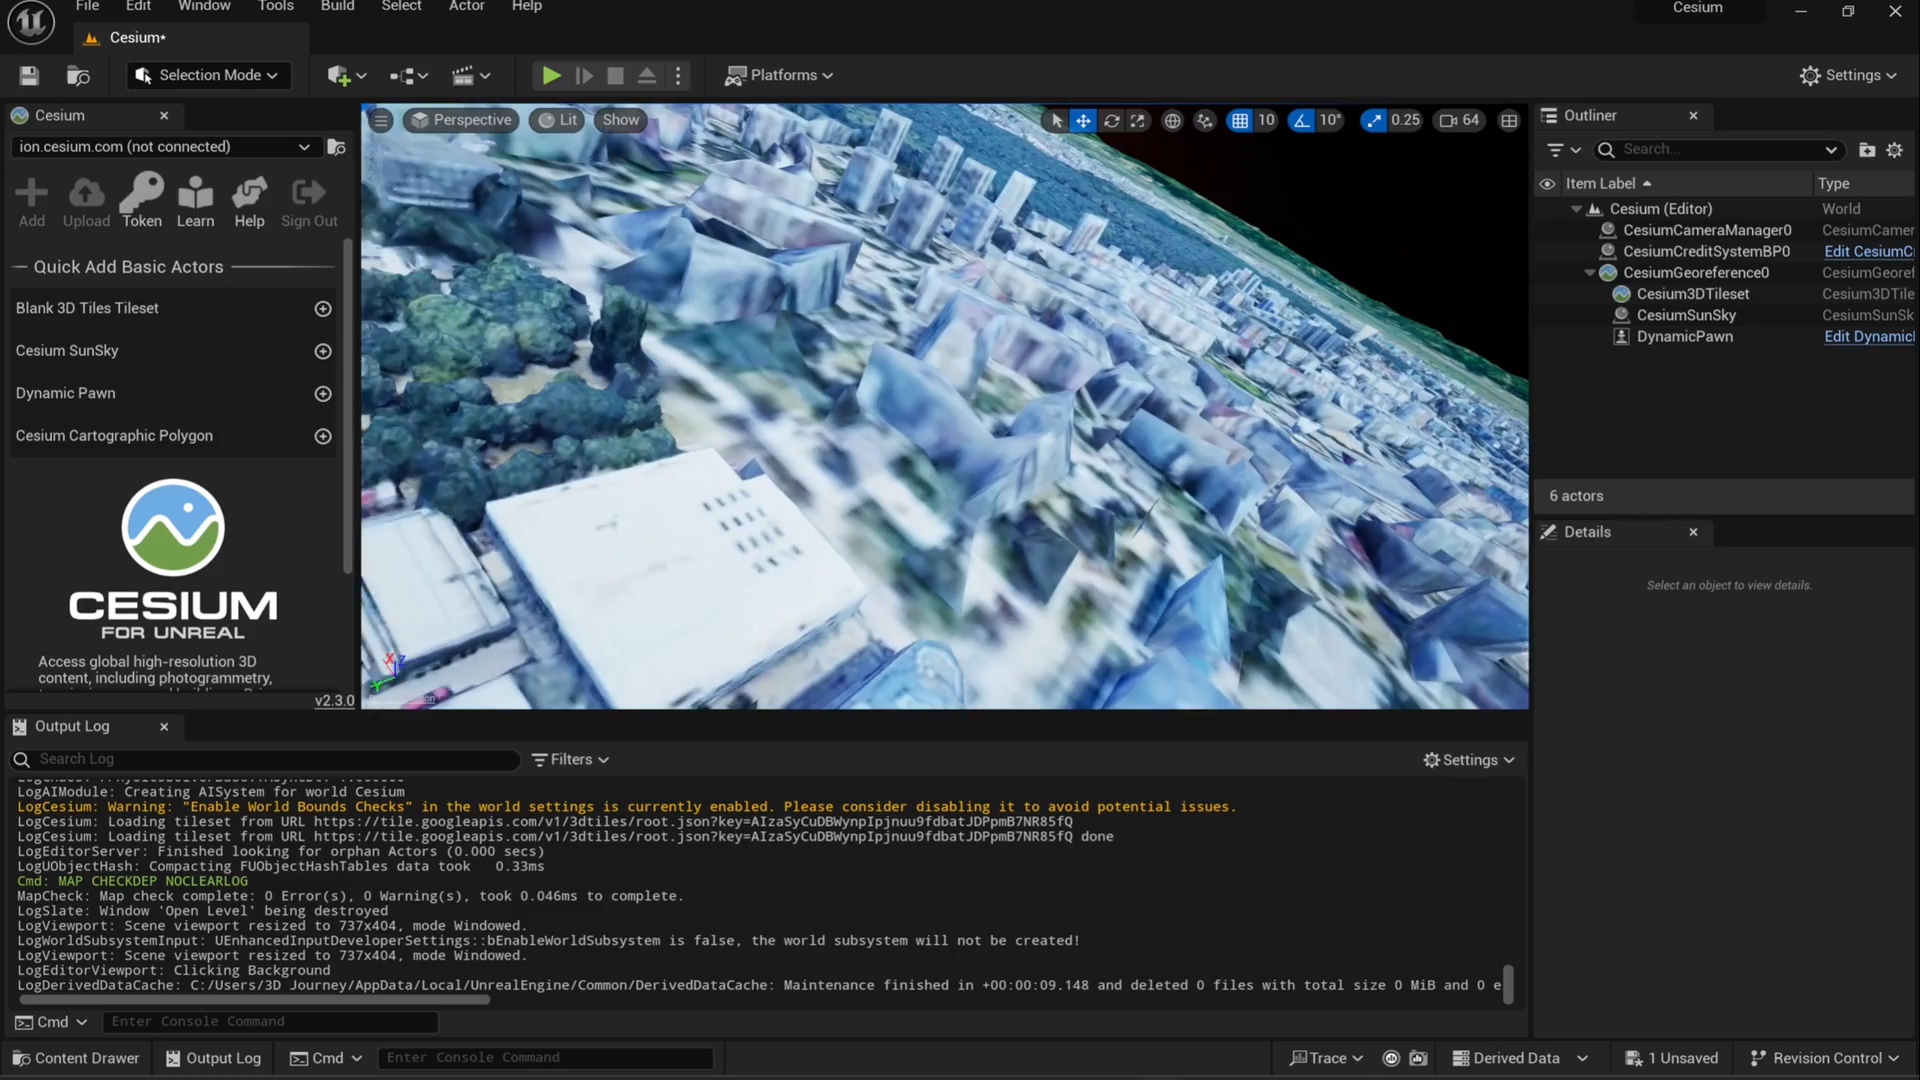 File Edit Window Tools Build Select Actor Help
Cesium
Cesium*
Selection Mode
Platforms
Settings
Cesium
ion.cesium.com (not connected)
Add Upload Token Learn Help Sign Out
Quick Add Basic Actors
Blank 3D Tiles Tileset
Cesium SunSky
Dynamic Pawn
Cesium Cartographic Polygon
CESIUM
FOR UNREAL
Access global high-resolution 3D
content, including photogrammetry,
v2.3.0
Perspective Lit Show
10 10° 0.25 64
X Z
Y
Outliner
Search...
Item Label Type
Cesium (Editor) World
CesiumCameraManager0 CesiumCamer
CesiumCreditSystemBP0 Edit CesiumC
CesiumGeoreference0 CesiumGeoref
Cesium3DTileset Cesium3DTile
CesiumSunSky CesiumSunSk
DynamicPawn Edit Dynamic
6 actors
Details
Select an object to view details.
Output Log
Search Log
Filters
Settings
LogAIModule: Creating AISystem for world Cesium
LogCesium: Warning: "Enable World Bounds Checks" in the world settings is currently enabled. Please consider disabling it to avoid potential issues.
LogCesium: Loading tileset from URL https://tile.googleapis.com/v1/3dtiles/root.json?key=AIzaSyCuDBWynpIpjnuu9fdbatJDPpmB7NR85fQ
LogCesium: Loading tileset from URL https://tile.googleapis.com/v1/3dtiles/root.json?key=AIzaSyCuDBWynpIpjnuu9fdbatJDPpmB7NR85fQ done
LogEditorServer: Finished looking for orphan Actors (0.000 secs)
LogUObjectHash: Compacting FUObjectHashTables data took 0.33ms
Cmd: MAP CHECKDEP NOCLEARLOG
MapCheck: Map check complete: 0 Error(s), 0 Warning(s), took 0.046ms to complete.
LogSlate: Window 'Open Level' being destroyed
LogViewport: Scene viewport resized to 737x404, mode Windowed.
LogWorldSubsystemInput: UEnhancedInputDeveloperSettings::bEnableWorldSubsystem is false, the world subsystem will not be created!
LogViewport: Scene viewport resized to 737x404, mode Windowed.
LogEditorViewport: Clicking Background
LogDerivedDataCache: C:/Users/3D Journey/AppData/Local/UnrealEngine/Common/DerivedDataCache: Maintenance finished in +00:00:09.148 and deleted 0 files with total size 0 MiB and 0 e
Cmd Enter Console Command
Content Drawer Output Log Cmd Enter Console Command Trace Derived Data 1 Unsaved Revision Control